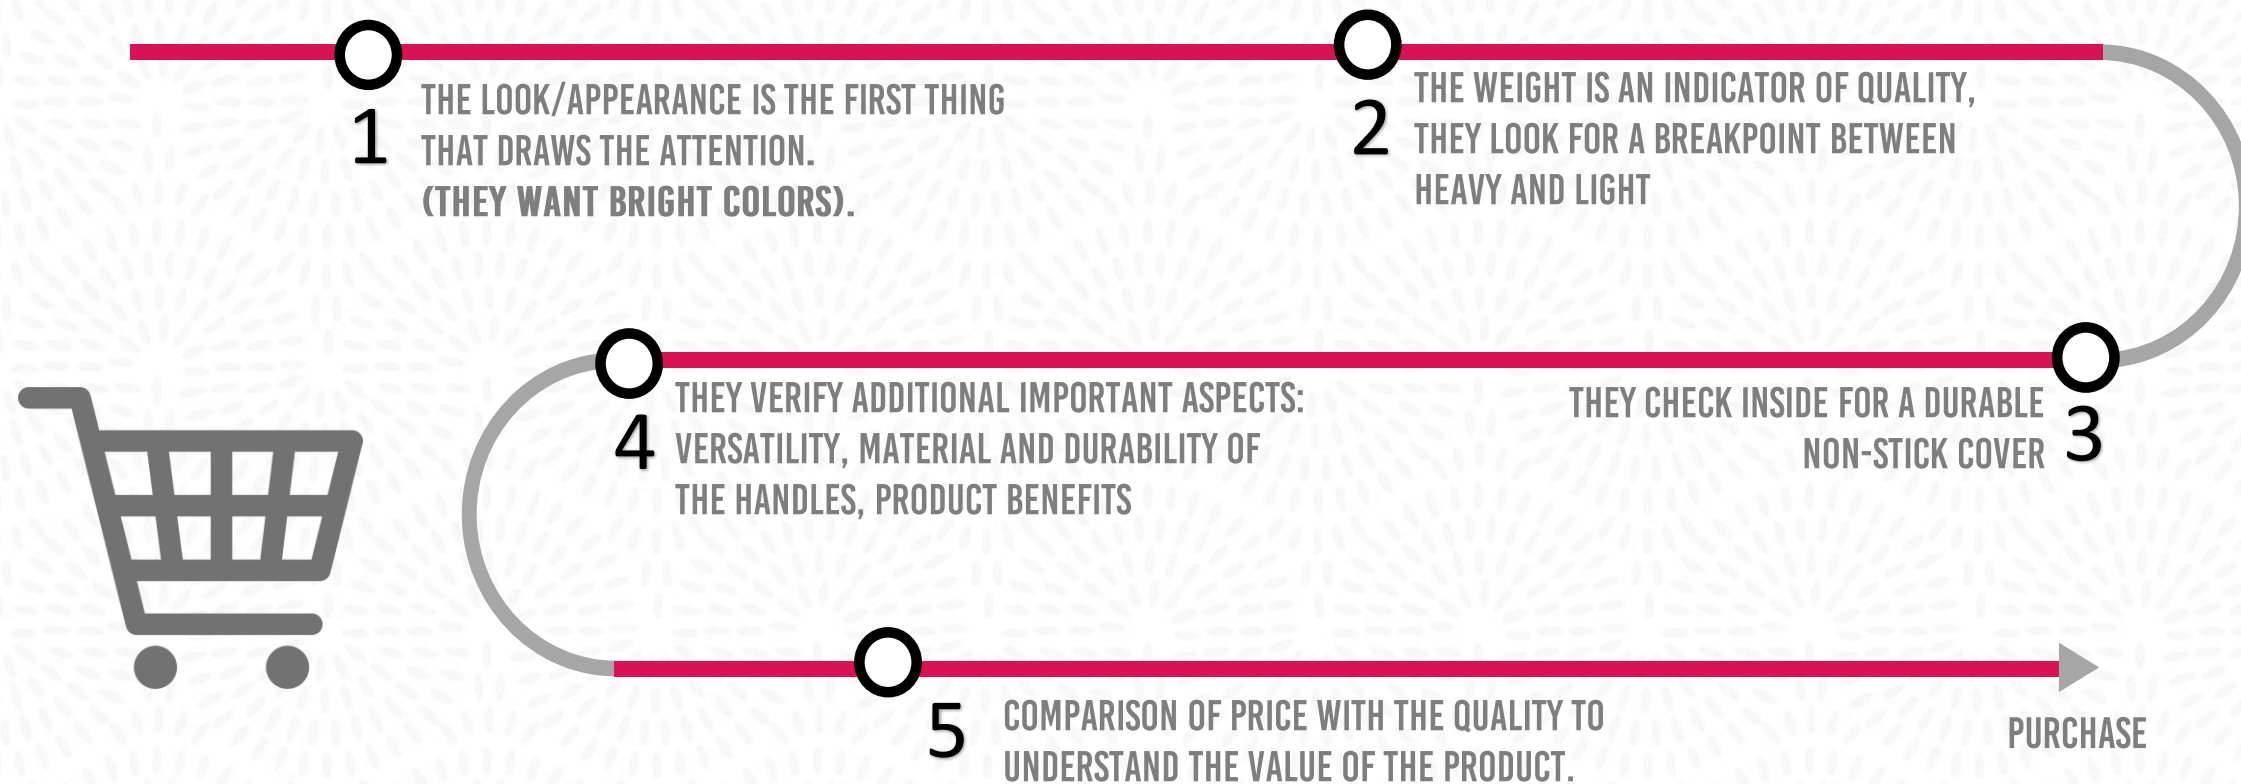 1
THE LOOK/APPEARANCE IS THE FIRST THING
THAT DRAWS THE ATTENTION.
(THEY WANT BRIGHT COLORS).
2
THE WEIGHT IS AN INDICATOR OF QUALITY,
THEY LOOK FOR A BREAKPOINT BETWEEN
HEAVY AND LIGHT
3
THEY CHECK INSIDE FOR A DURABLE
NON-STICK COVER
4
THEY VERIFY ADDITIONAL IMPORTANT ASPECTS:
VERSATILITY, MATERIAL AND DURABILITY OF
THE HANDLES, PRODUCT BENEFITS
5
COMPARISON OF PRICE WITH THE QUALITY TO
UNDERSTAND THE VALUE OF THE PRODUCT.
PURCHASE